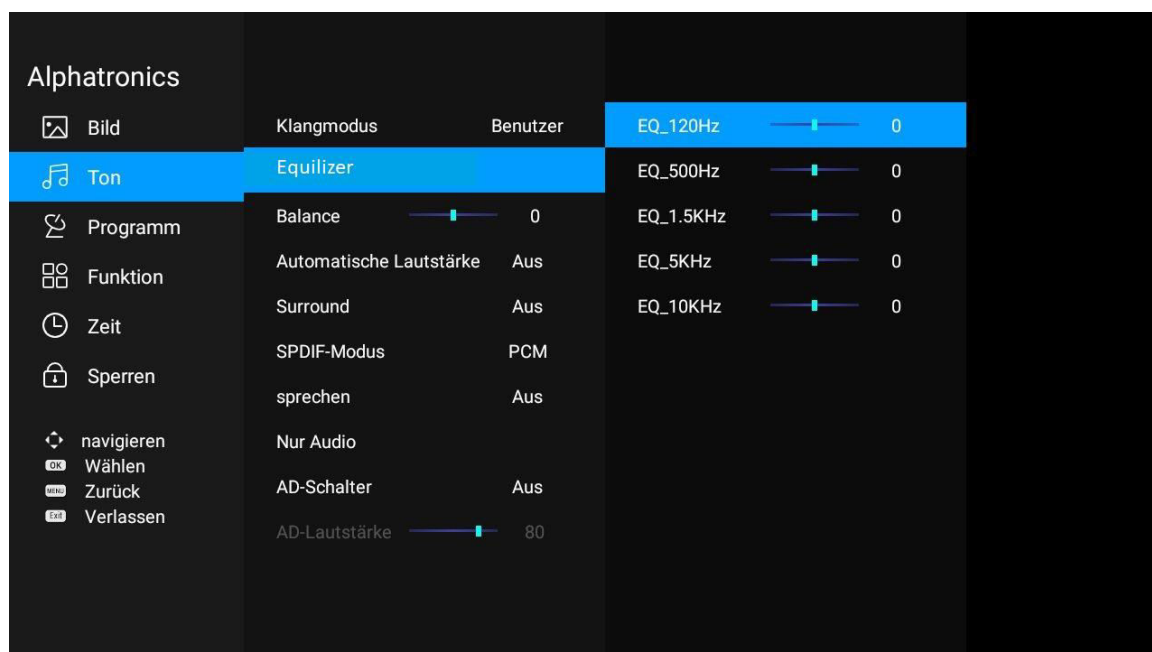 Alphatronics
Bild
Ton
Programm
Funktion
Zeit
Sperren
navigieren
OK Wählen
MENU Zurück
Exit Verlassen
Klangmodus Benutzer
Equilizer
Balance 0
Automatische Lautstärke Aus
Surround Aus
SPDIF-Modus PCM
sprechen Aus
Nur Audio
AD-Schalter Aus
AD-Lautstärke 80
EQ_120Hz 0
EQ_500Hz 0
EQ_1.5KHz 0
EQ_5KHz 0
EQ_10KHz 0